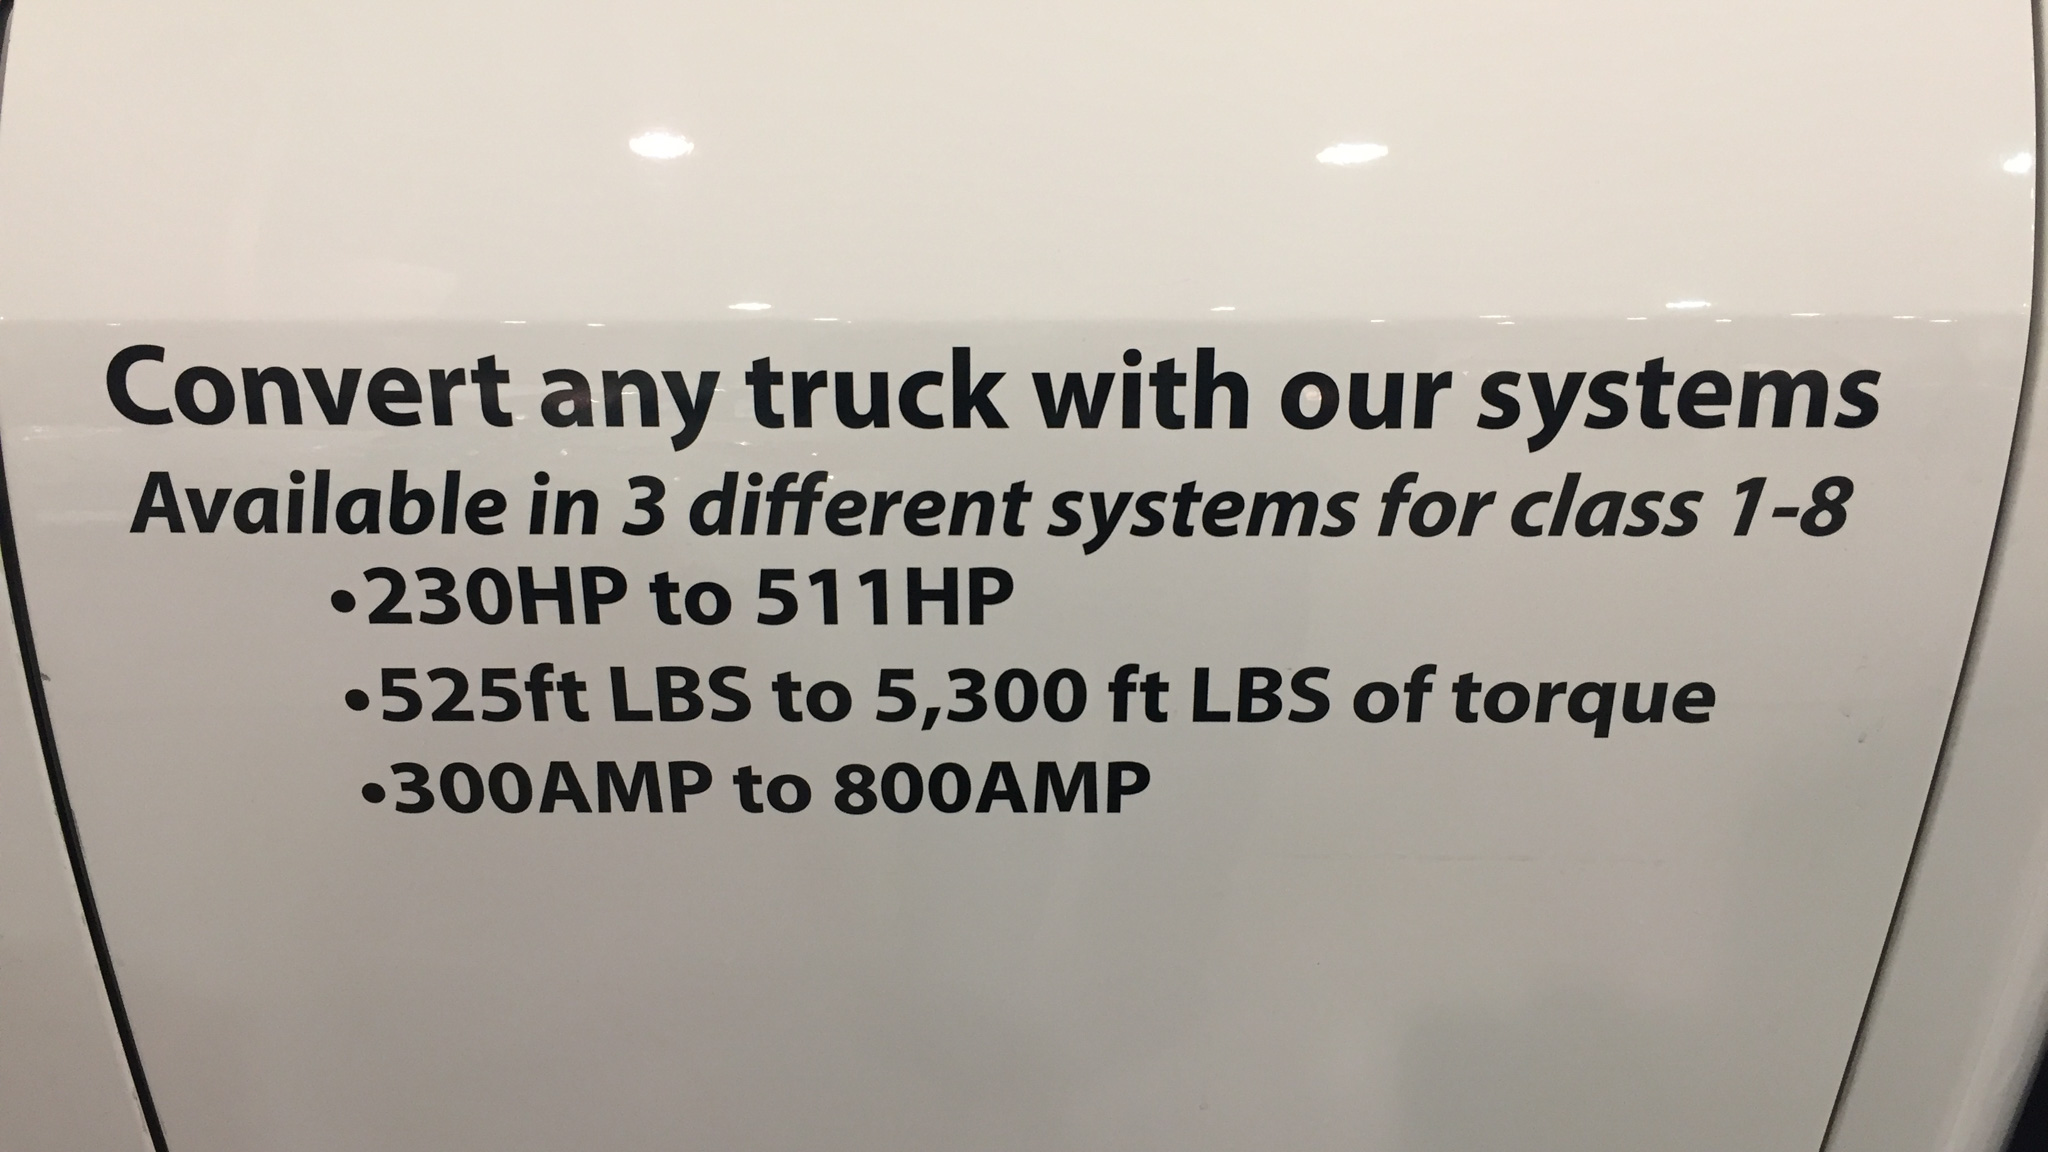 Convert any truck with our systems
Available in 3 different systems for class 1-8
•230HP to 511HP
•525ft LBS to 5,300 ft LBS of torque
•300AMP to 800AMP